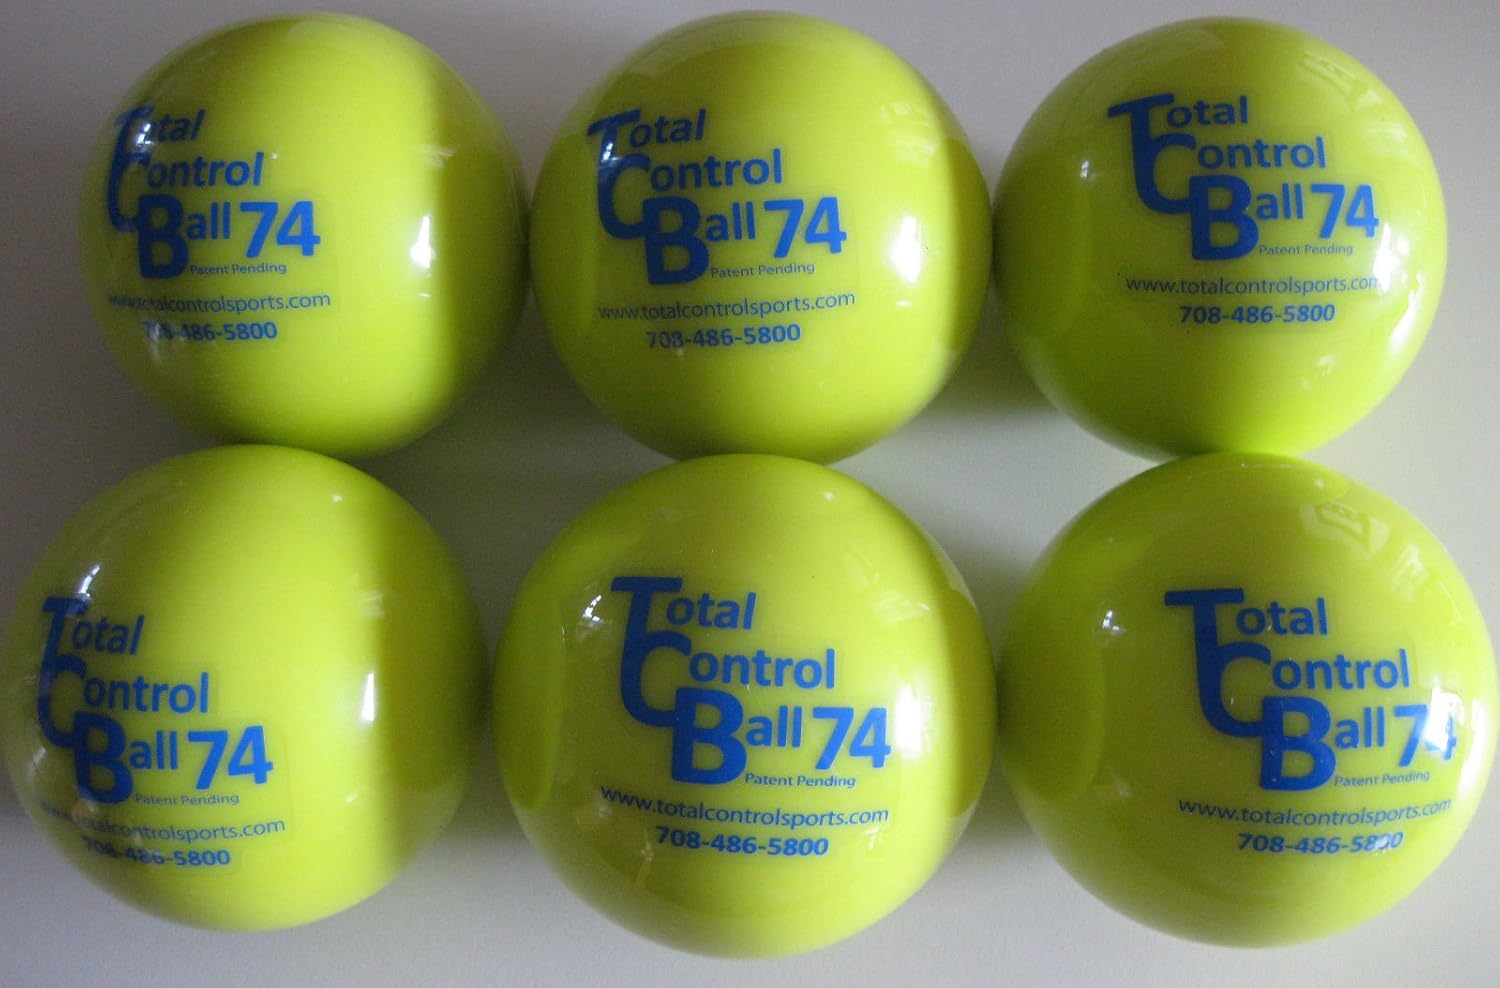 Total
Control
Ball 74
Patent Pending
www.totalcontrolsports.com
708-486-5800
Total
Control
Ball 74
Patent Pending
www.totalcontrolsports.com
708-486-5800
Total
Control
Ball 74
Patent Pending
www.totalcontrolsports.com
708-486-5800
Total
Control
Ball 74
Patent Pending
www.totalcontrolsports.com
708-486-5800
Total
Control
Ball 74
Patent Pending
www.totalcontrolsports.com
708-486-5800
Total
Control
Ball 74
Patent Pending
www.totalcontrolsports.com
708-486-5800